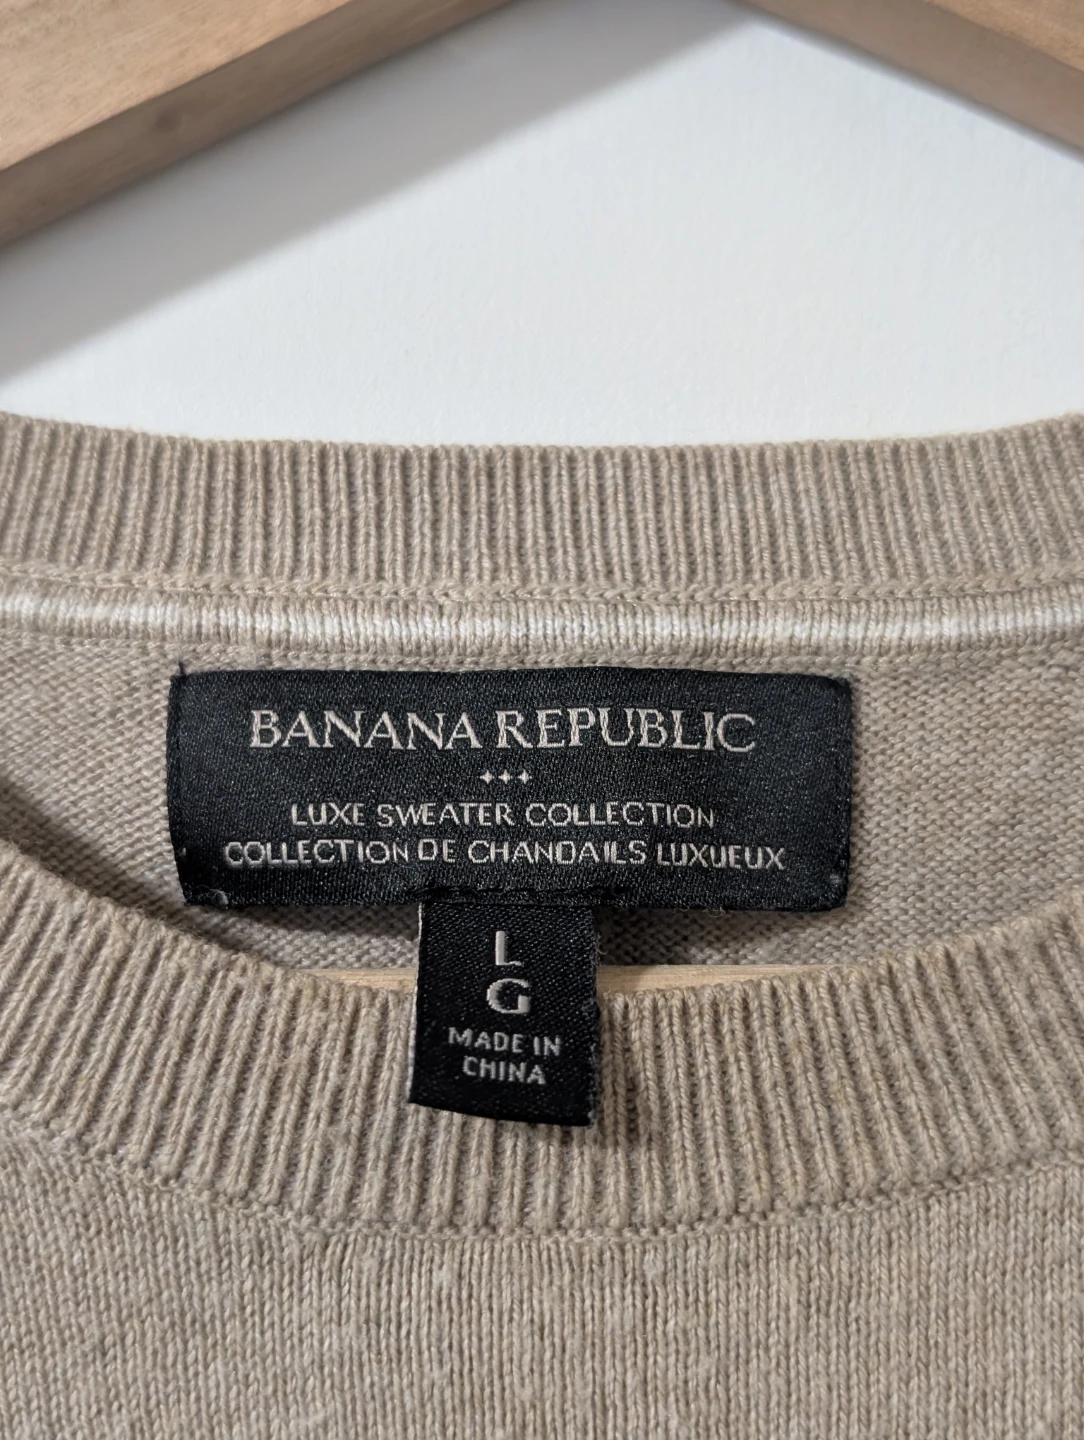 BANANA REPUBLIC
LUXE SWEATER COLLECTION
COLLECTION DE CHANDAILS LUXUEUX
L
G
MADE IN
CHINA